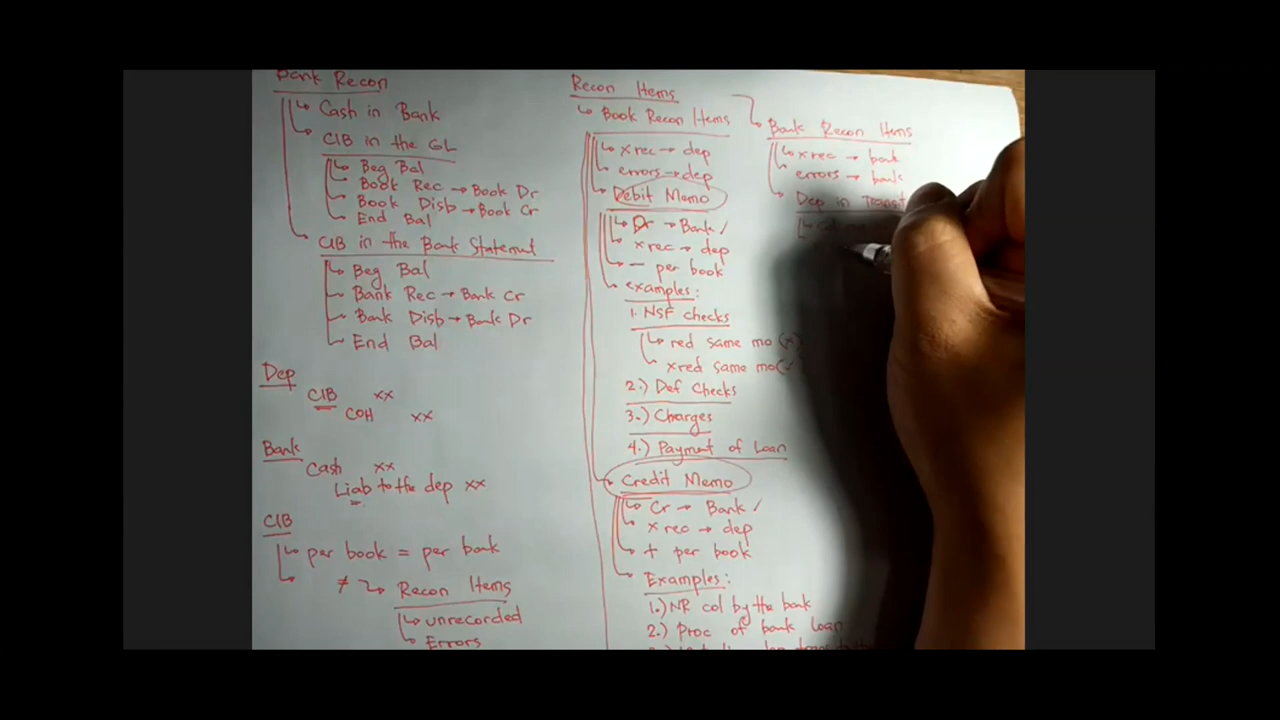 Bank Recon
Cash in Bank
CIB in the GL
Beg Bal
Book Rec → Book Dr
Book Disb → Book Cr
End Bal
CIB in the Bank Statemnt
Beg Bal
Bank Rec → Bank Cr
Bank Disb → Bank Dr
End Bal
Dep
CIB xx
COH xx
Bank
Cash xx
Liab to the dep xx
CIB
per book = per bank
≠ Recon Items
unrecorded
Errors
Recon Items
Book Recon Items
xrec → dep
errors → dep
Debit Memo
Dr → Bank /
xrec → dep
− per book
examples:
1. NSF checks
red same mo (x)
xred same mo (
2.) Def Checks
3.) Charges
4.) Payment of Loan
Credit Memo
Cr → Bank /
xrec → dep
+ per book
Examples:
1.) NR col by the bank
2.) Proc of bank loan
Bank Recon Items
xrec → bank
errors → bank
Dep in Transit